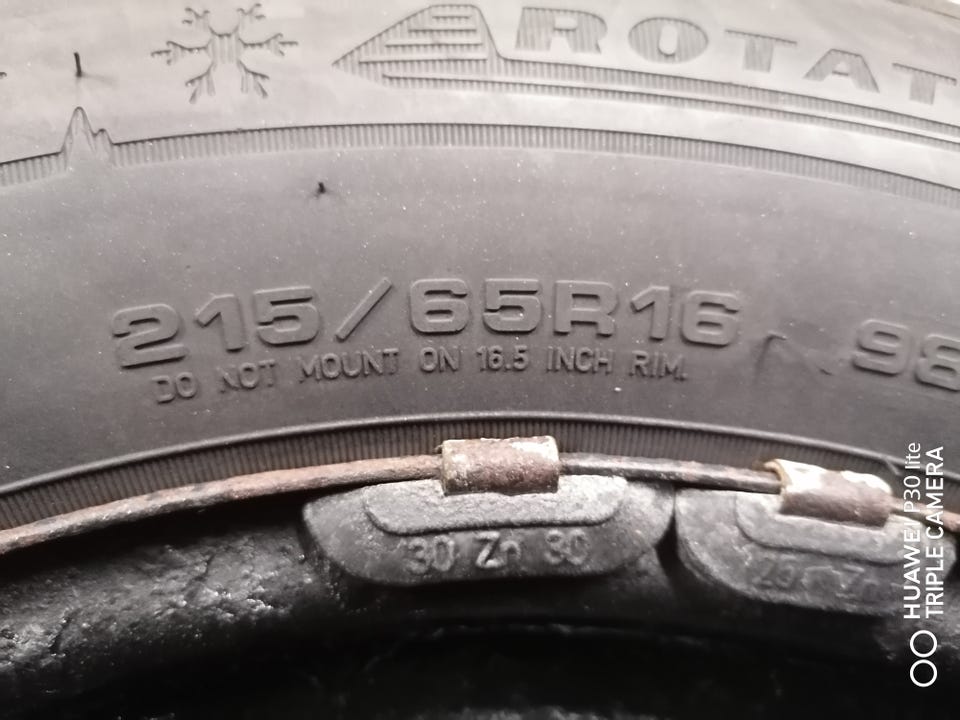 ROTAT
215/65R16 98
DO NOT MOUNT ON 16.5 INCH RIM.
30 Zn 30
HUAWEI P30 lite
TRIPLE CAMERA